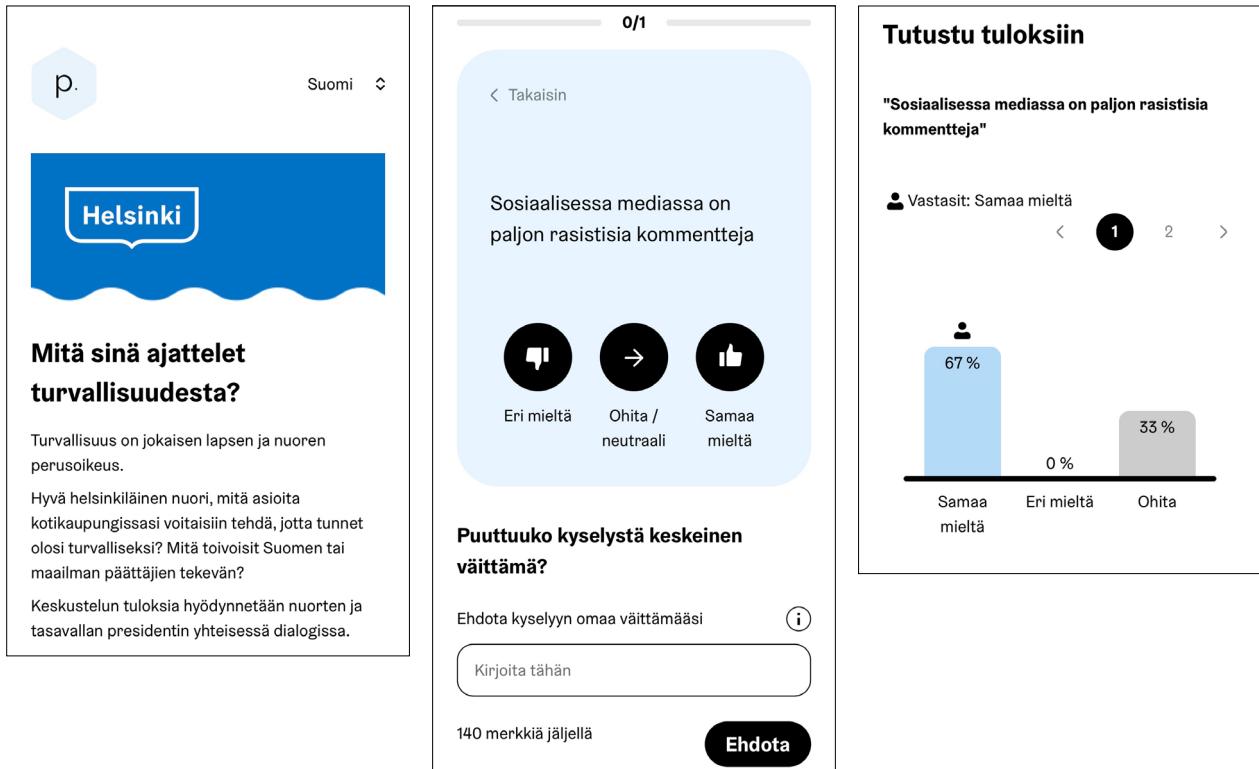 p.
Suomi
Helsinki
Mitä sinä ajattelet
turvallisuudesta?
Turvallisuus on jokaisen lapsen ja nuoren
perusoikeus.
Hyvä helsinkiläinen nuori, mitä asioita
kotikaupungissasi voitaisiin tehdä, jotta tunnet
olosi turvalliseksi? Mitä toivoisit Suomen tai
maailman päättäjien tekevän?
Keskustelun tuloksia hyödynnetään nuorten ja
tasavallan presidentin yhteisessä dialogissa.
0/1
Takaisin
Sosiaalisessa mediassa on
paljon rasistisia kommentteja
Eri mieltä
Ohita /
neutraali
Samaa
mieltä
Puuttuuko kyselystä keskeinen
väittämä?
Ehdota kyselyyn omaa väittämääsi
Kirjoita tähän
140 merkkiä jäljellä
Ehdota
Tutustu tuloksiin
"Sosiaalisessa mediassa on paljon rasistisia
kommentteja"
Vastasit: Samaa mieltä
1 2
67 %
0 %
33 %
Samaa
mieltä
Eri mieltä
Ohita